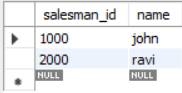 salesman_id name
1000 john
2000 ravi
NULL NULL